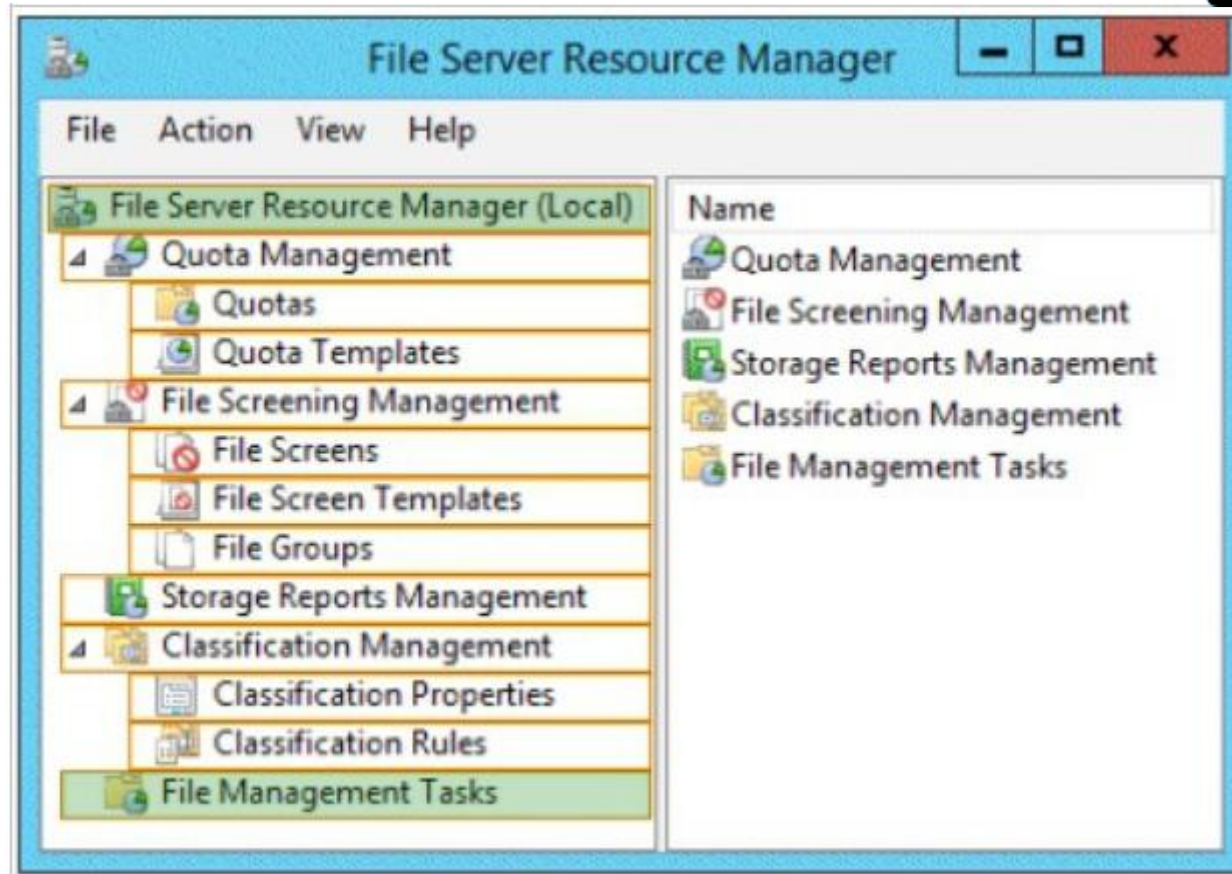 File Server Resource Manager
File Action View Help
File Server Resource Manager (Local)
Quota Management
Quotas
Quota Templates
File Screening Management
File Screens
File Screen Templates
File Groups
Storage Reports Management
Classification Management
Classification Properties
Classification Rules
File Management Tasks
Name
Quota Management
File Screening Management
Storage Reports Management
Classification Management
File Management Tasks